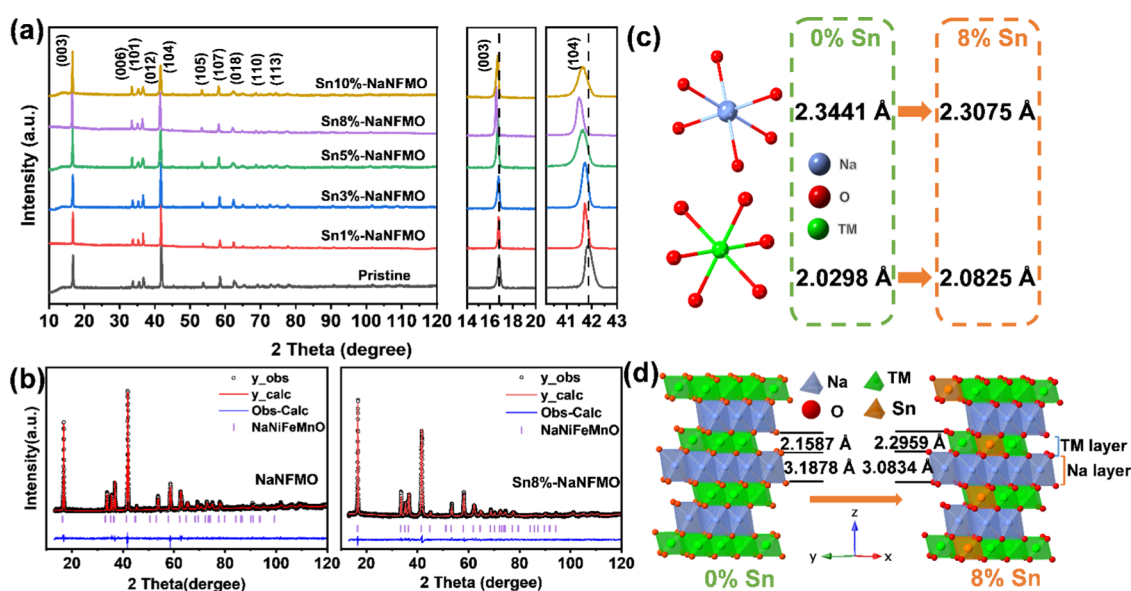 (a)
Intensity (a.u.)
(003)
(006)
(101)
(012)
(104)
(105)
(107)
(018)
(110)
(113)
Sn10%-NaNFMO
Sn8%-NaNFMO
Sn5%-NaNFMO
Sn3%-NaNFMO
Sn1%-NaNFMO
Pristine
10 20 30 40 50 60 70 80 90 100 110 120
(003)
14 16 18 20
(104)
41 42 43
2 Theta (degree)
(b)
Intensity(a.u.)
y_obs
y_calc
Obs-Calc
NaNiFeMnO
NaNFMO
20 40 60 80 100 120
2 Theta(dergee)
y_obs
y_calc
Obs-Calc
NaNiFeMnO
Sn8%-NaNFMO
20 40 60 80 100 120
2 Theta(dergee)
(c)
0% Sn
8% Sn
2.3441 Å
2.3075 Å
Na
O
TM
2.0298 Å
2.0825 Å
(d)
Na
TM
O
Sn
2.1587 Å
2.2959 Å
TM layer
3.1878 Å
3.0834 Å
Na layer
z
y
x
0% Sn
8% Sn